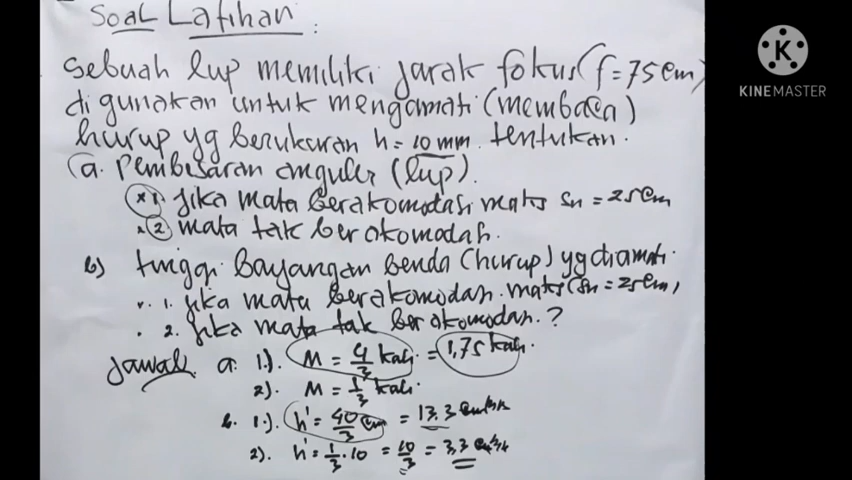 Soal Latihan :
Sebuah lup memiliki jarak fokus (f = 75 cm)
di gunakan untuk mengamati (membaca)
hurup yg berukuran h = 10 mm. tentukan.
(a. Pembesaran anguler (lup).
* 1. Jika mata berakomodasi maks Sn = 25 cm
* 2 mata tak berakomodasi.
b) tinggi Bayangan benda (hurup) yg diamati.
1. Jika mata berakomodasi. maks (Sn = 25 cm)
2. Jika mata tak berakomodasi. ?
Jawab a. 1.). M = 4/3 kali = 1,75 kali.
2). M = 1/3 kali.
b. 1.). h' = 40/3 cm = 13.3
2). h' = 1/3 . 10 = 10/3 = 3,3
K
KINEMASTER